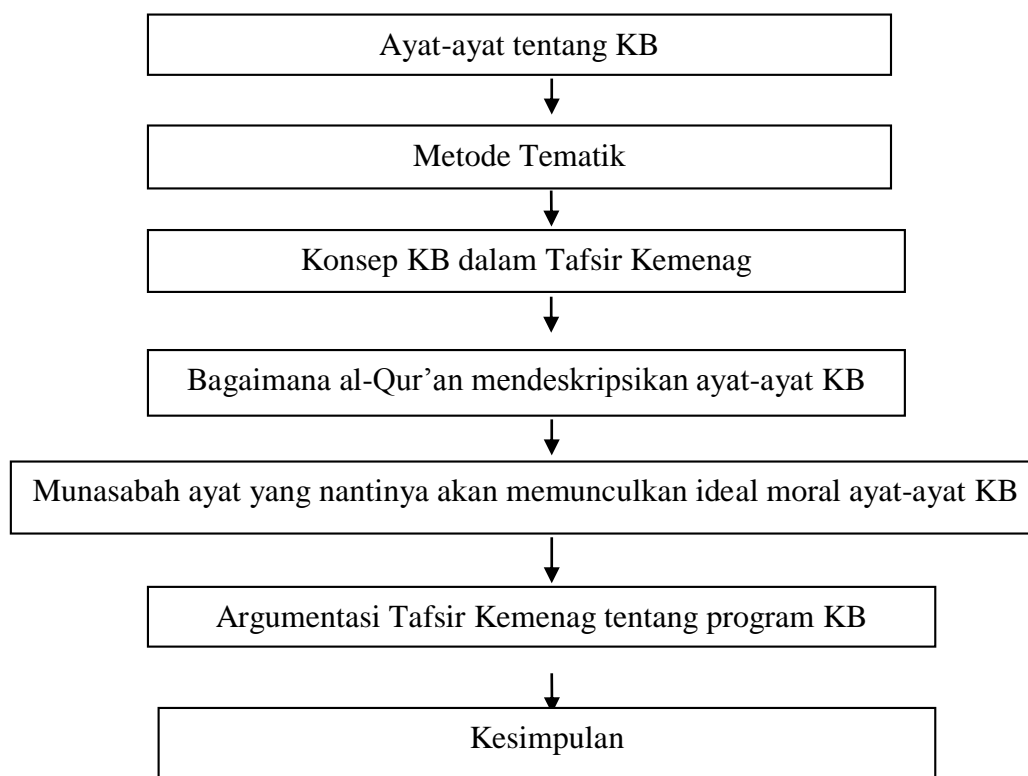 Ayat-ayat tentang KB
Metode Tematik
Konsep KB dalam Tafsir Kemenag
Bagaimana al-Qur’an mendeskripsikan ayat-ayat KB
Munasabah ayat yang nantinya akan memunculkan ideal moral ayat-ayat KB
Argumentasi Tafsir Kemenag tentang program KB
Kesimpulan